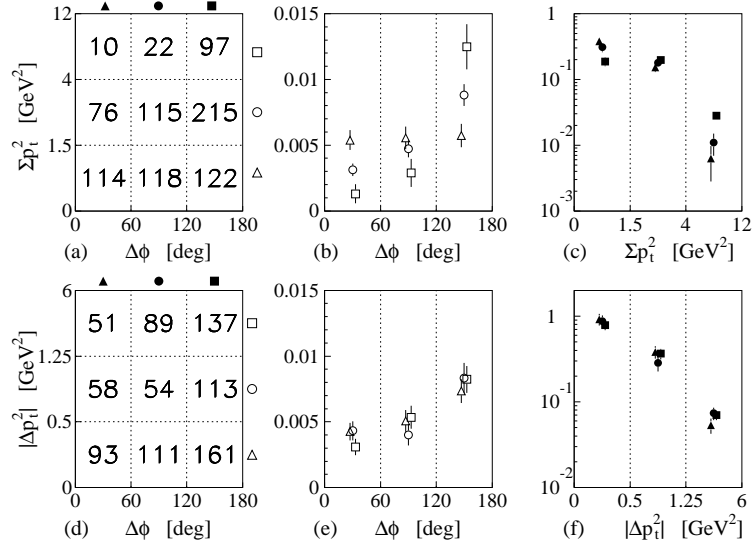 12
4
1.5
0
Σp_t^2 [GeV^2]
10 22 97
76 115 215
114 118 122
0 60 120 180
(a) Δϕ [deg]
0.015
0.01
0.005
0
0 60 120 180
(b) Δϕ [deg]
1
10^-1
10^-2
10^-3
0 1.5 4 12
(c) Σp_t^2 [GeV^2]
6
1.25
0.5
0
|Δp_t^2| [GeV^2]
51 89 137
58 54 113
93 111 161
0 60 120 180
(d) Δϕ [deg]
0.015
0.01
0.005
0
0 60 120 180
(e) Δϕ [deg]
1
10^-1
10^-2
0 0.5 1.25 6
(f) |Δp_t^2| [GeV^2]